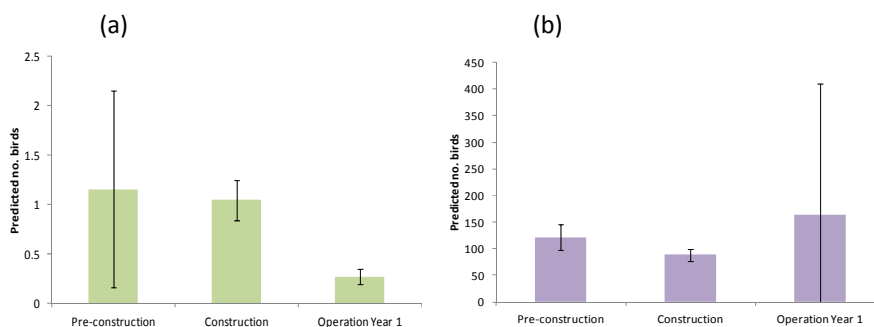 (a)
Predicted no. birds
2.5
2
1.5
1
0.5
0
Pre-construction Construction Operation Year 1
(b)
Predicted no. birds
450
400
350
300
250
200
150
100
50
0
Pre-construction Construction Operation Year 1